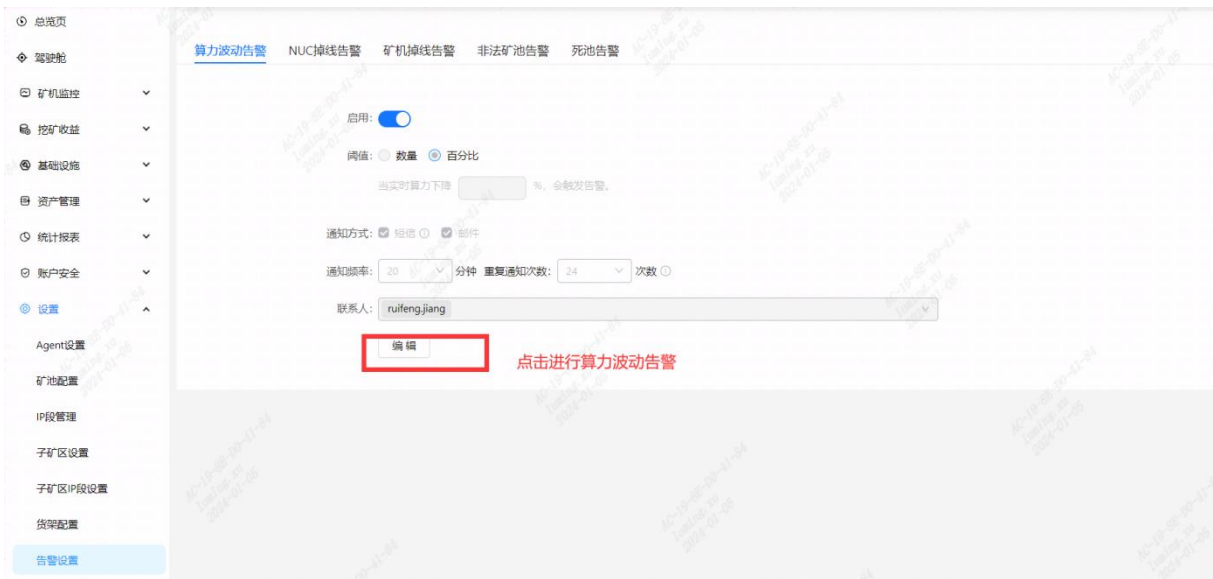 总览页
驾驶舱
矿机监控
挖矿收益
基础设施
资产管理
统计报表
账户安全
设置
Agent设置
矿池配置
IP段管理
子矿区设置
子矿区IP段设置
货架配置
告警设置
算力波动告警 NUC掉线告警 矿机掉线告警 非法矿池告警 死池告警
启用:
阈值: 数量 百分比
当实时算力下降 %，会触发告警。
通知方式: 短信 邮件
通知频率: 20 分钟 重复通知次数: 24 次数
联系人: ruifeng.jiang
编辑
点击进行算力波动告警